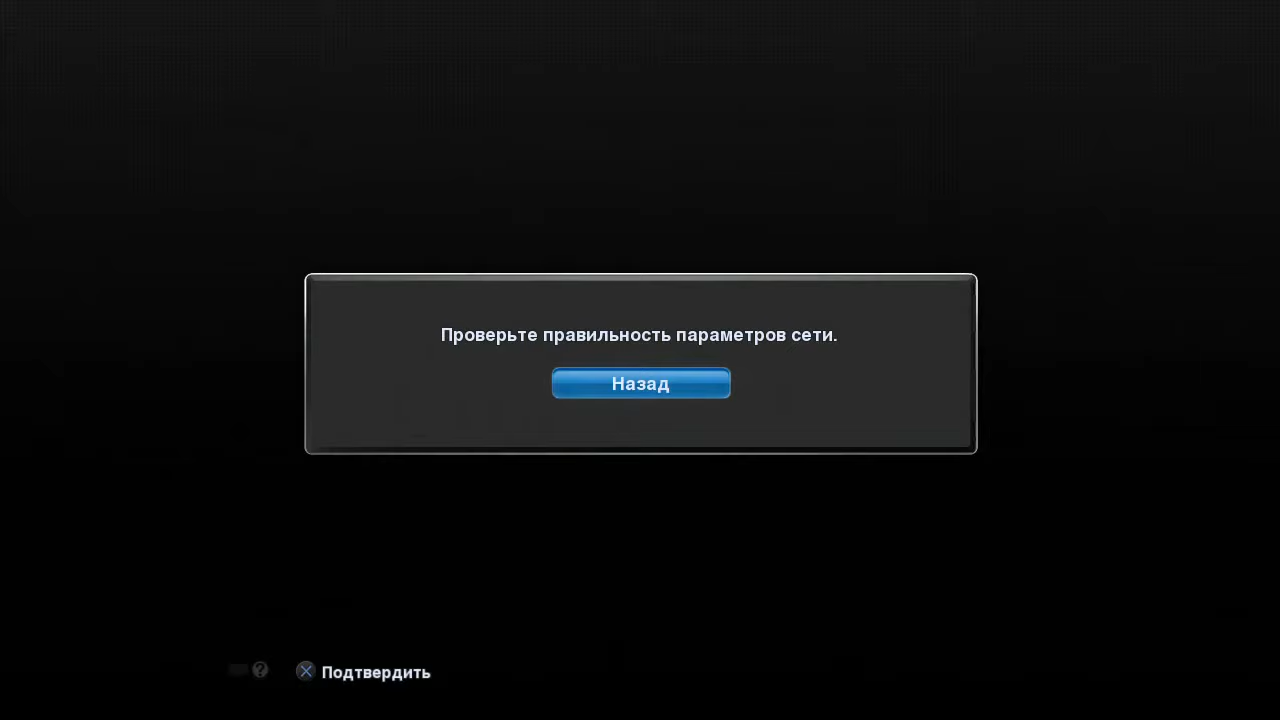 Проверьте правильность параметров сети.
Назад
? Подтвердить